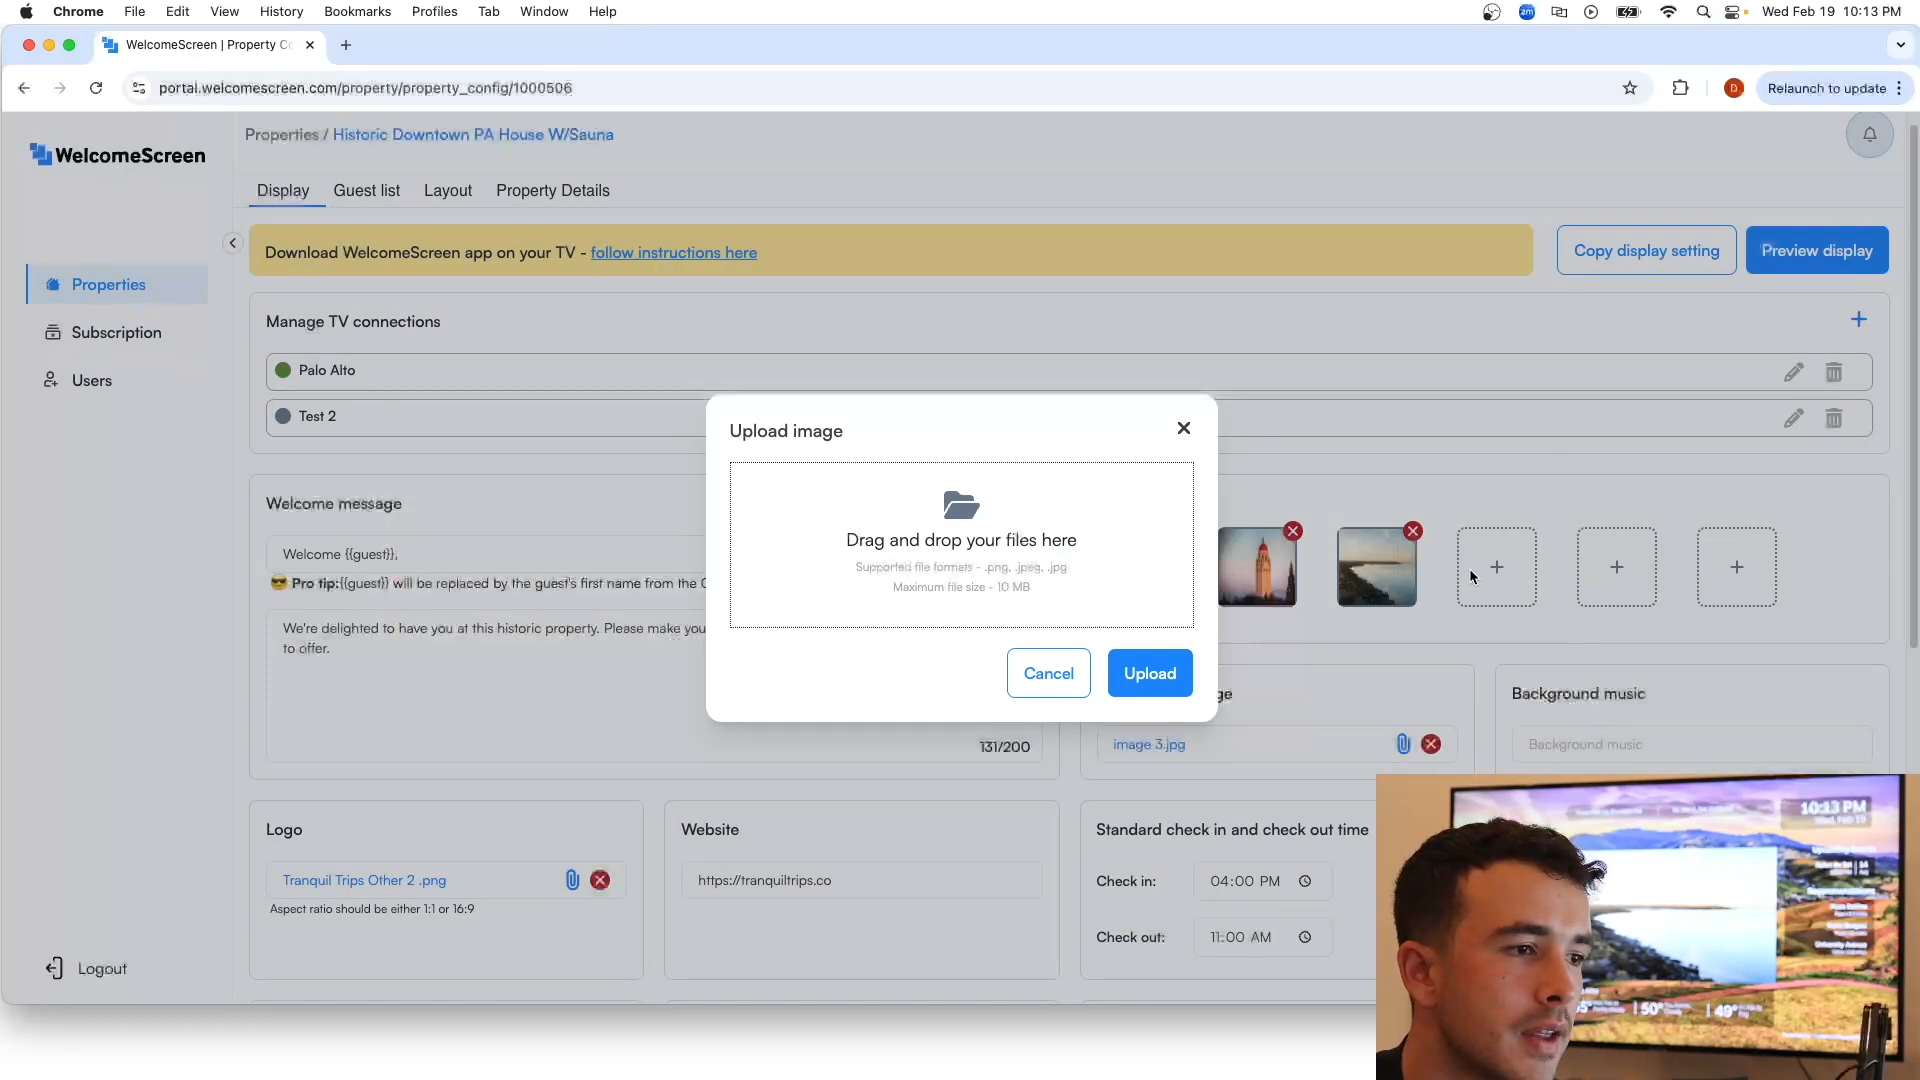 Chrome File Edit View History Bookmarks Profiles Tab Window Help
zm
Wed Feb 19 10:13 PM
WelcomeScreen | Property C
portal.welcomescreen.com/property/property_config/1000506
D
Relaunch to update
WelcomeScreen
Properties / Historic Downtown PA House W/Sauna
Display Guest list Layout Property Details
Download WelcomeScreen app on your TV - follow instructions here
Copy display setting
Preview display
Properties
Subscription
Users
Logout
Manage TV connections
Palo Alto
Test 2
Upload image
Drag and drop your files here
Supported file formats - .png, .jpeg, .jpg
Maximum file size - 10 MB
Cancel
Upload
Welcome message
Welcome {{guest}},
Pro tip:{{guest}} will be replaced by the guest's first name from the
We're delighted to have you at this historic property. Please make you
to offer.
131/200
image 3.jpg
Background music
Background music
Logo
Tranquil Trips Other 2 .png
Aspect ratio should be either 1:1 or 16:9
Website
https://tranquiltrips.co
Standard check in and check out time
Check in:
04:00 PM
Check out:
11:00 AM
10:13 PM
Wed, Feb 19
University Avenue
50°
49°